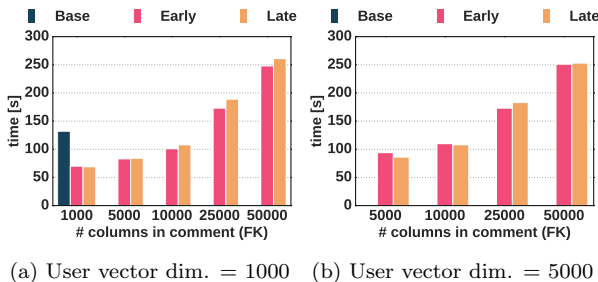 Base Early Late
300
250
200
150
100
50
0
time [s]
1000 5000 10000 25000 50000
# columns in comment (FK)
(a) User vector dim. = 1000
Base Early Late
300
250
200
150
100
50
0
time [s]
5000 10000 25000 50000
# columns in comment (FK)
(b) User vector dim. = 5000